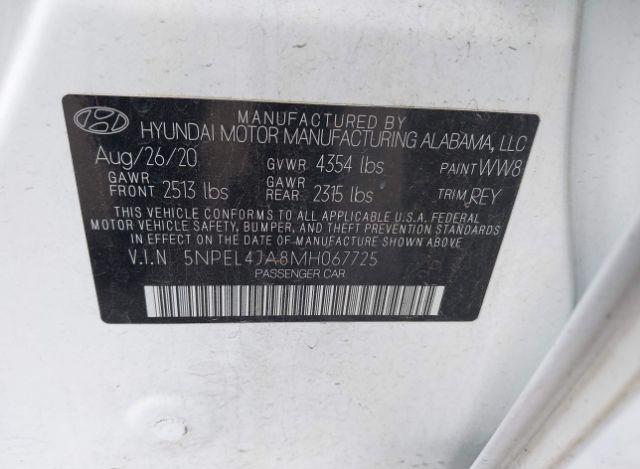 MANUFACTURED BY
HYUNDAI MOTOR MANUFACTURING ALABAMA, LLC
Aug/26/20 GVWR 4354 lbs PAINT WW8
GAWR FRONT 2513 lbs GAWR REAR 2315 lbs TRIM REY
THIS VEHICLE CONFORMS TO ALL APPLICABLE U.S.A. FEDERAL
MOTOR VEHICLE SAFETY, BUMPER, AND THEFT PREVENTION
STANDARDS IN EFFECT ON THE DATE OF MANUFACTURE SHOWN ABOVE.
V.I.N 5NPEL4JA8MH067725
PASSENGER CAR